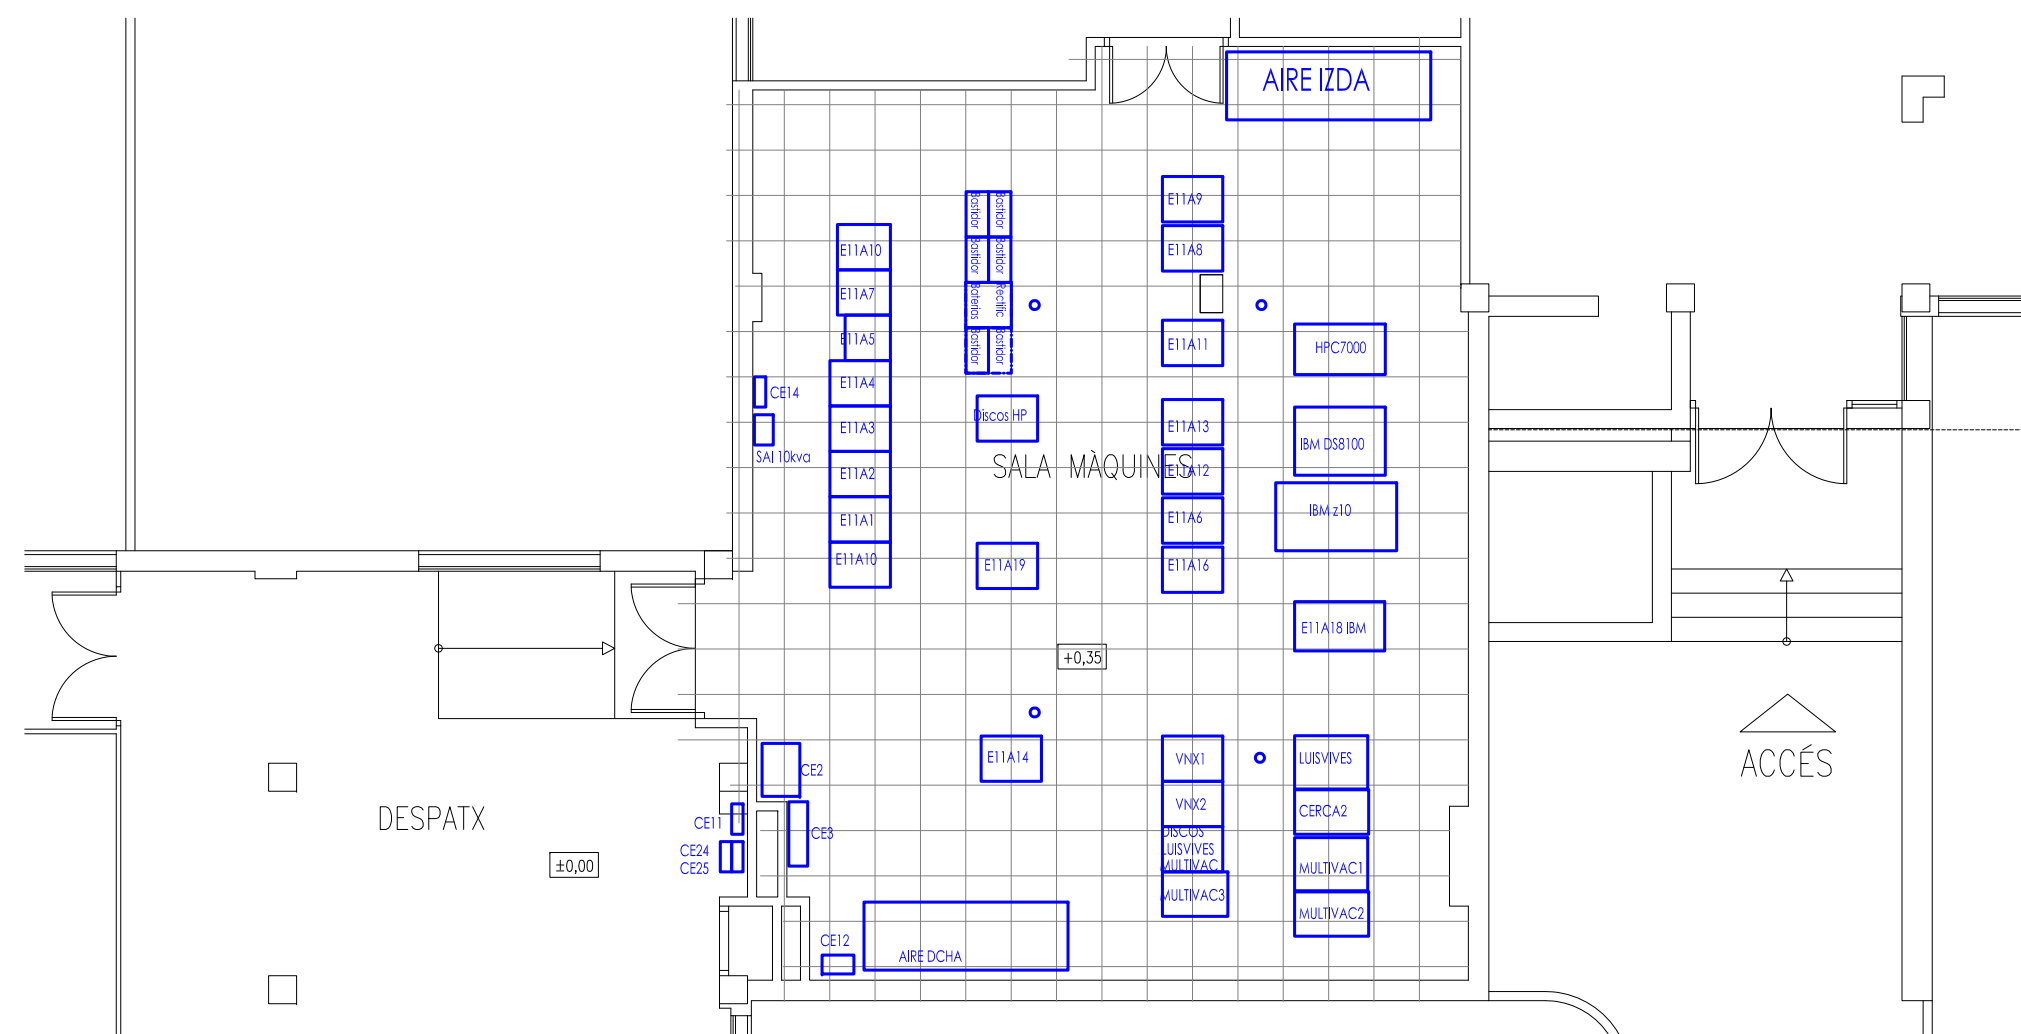 AIRE IZDA
Bastidor
Bastidor
E11A9
E11A10
Bastidor
Bastidor
E11A8
E11A7
Baterias
Rectific
E11A5
Bastidor
Bastidor
E11A11
HPC7000
CE14
E11A4
Discos HP
E11A3
E11A13
SAI 10kva
E11A2
SALA MÀQUINES
E11A12
IBM DS8100
E11A1
E11A6
IBM z10
E11A10
E11A19
E11A16
E11A18 IBM
+0,35
CE2
E11A14
VNX1
LUISVIVES
ACCÉS
DESPATX
CE11
CE3
VNX2
CERCA2
CE24
CE25
±0,00
DISCOS
LUISVIVES
MULTIVAC
MULTIVAC1
MULTIVAC3
MULTIVAC2
CE12
AIRE DCHA